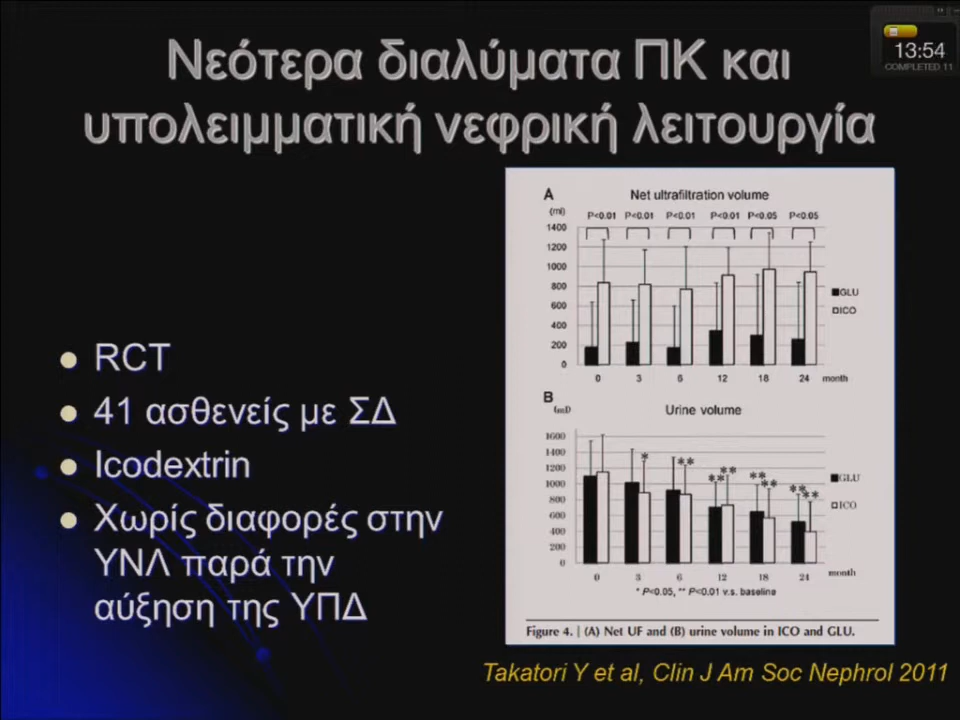 13:54
COMPLETED 11
Νεότερα διαλύματα ΠΚ και
υπολειμματική νεφρική λειτουργία
RCT
41 ασθενείς με ΣΔ
Icodextrin
Χωρίς διαφορές στην
ΥΝΛ παρά την
αύξηση της ΥΠΔ
A Net ultrafiltration volume
(ml) P<0.01 P<0.01 P<0.01 P<0.01 P<0.05 P<0.05
1400
1200
1000
800
600
400
200
0
GLU
ICO
0 3 6 12 18 24 month
B Urine volume
(ml)
1600
1400
1200
1000
800
600
400
200
0
* ** ** ** ** ** ** **
GLU
ICO
0 3 6 12 18 24 month
* P<0.05, ** P<0.01 v.s. baseline
Figure 4. | (A) Net UF and (B) urine volume in ICO and GLU.
Takatori Y et al, Clin J Am Soc Nephrol 2011